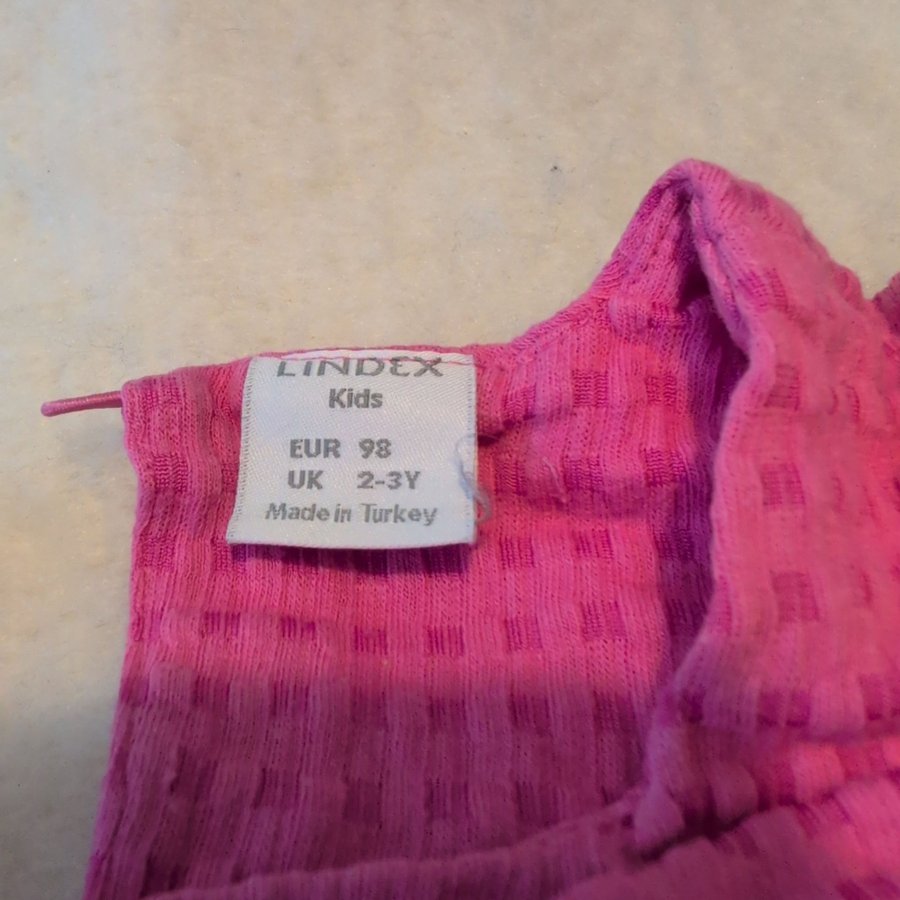 LINDEX
Kids
EUR 98
UK 2-3Y
Made in Turkey